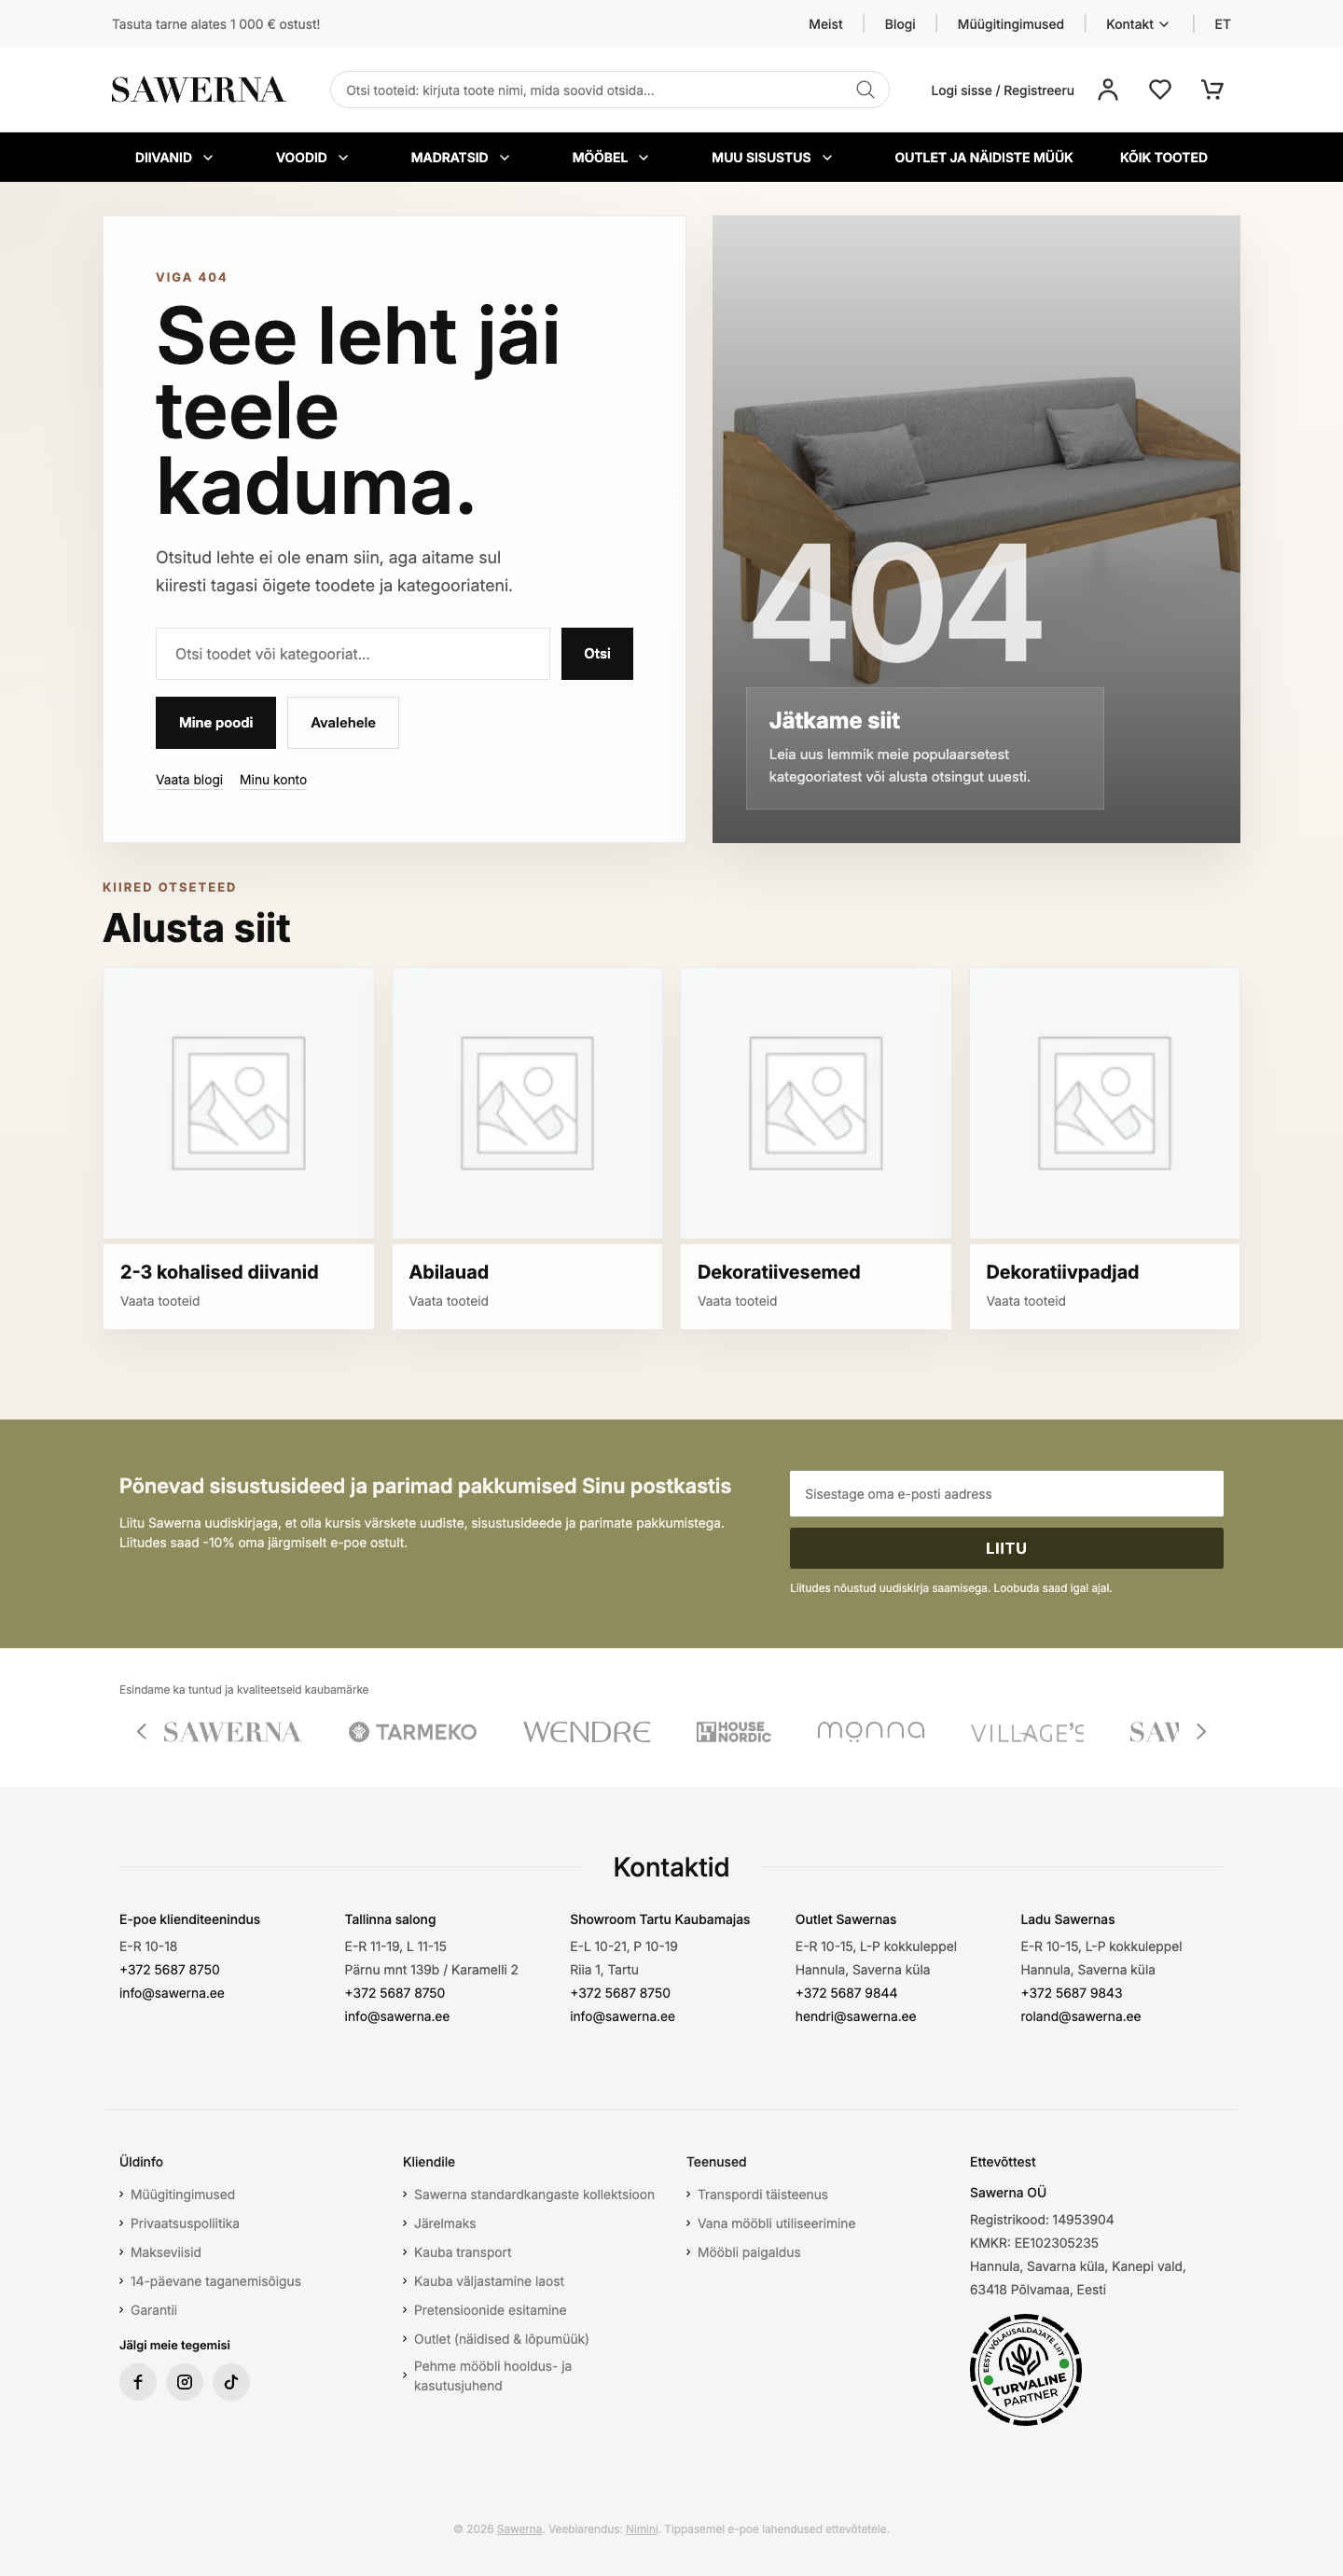 Tasuta tarne alates 1 000 € ostust!
Meist
Blogi
Müügitingimused
Kontakt
ET
SAWERNA
Otsi tooteid: kirjuta toote nimi, mida soovid otsida...
Logi sisse / Registreeru
DIIVANID
VOODID
MADRATSID
MÖÖBEL
MUU SISUSTUS
OUTLET JA NÄIDISTE MÜÜK
KÕIK TOOTED
VIGA 404
See leht jäi
teele
kaduma.
Otsitud lehte ei ole enam siin, aga aitame sul
kiiresti tagasi õigete toodete ja kategooriateni.
Otsi toodet või kategooriat...
Otsi
Mine poodi
Avalehele
Vaata blogi
Minu konto
404
Jätkame siit
Leia uus lemmik meie populaarsetest
kategooriatest või alusta otsingut uuesti.
KIIRED OTSETEED
Alusta siit
2-3 kohalised diivanid
Vaata tooteid
Abilauad
Vaata tooteid
Dekoratiivesemed
Vaata tooteid
Dekoratiivpadjad
Vaata tooteid
Põnevad sisustusideed ja parimad pakkumised Sinu postkastis
Liitu Sawerna uudiskirjaga, et olla kursis värskete uudiste, sisustusideede ja parimate pakkumistega.
Liitudes saad -10% oma järgmiselt e-poe ostult.
Sisestage oma e-posti aadress
LIITU
Liitudes nõustud uudiskirja saamisega. Loobuda saad igal ajal.
Esindame ka tuntud ja kvaliteetseid kaubamärke
SAWERNA
TARMEKO
WENDRE
HOUSE
NORDIC
monna
VILLAGE'S
SAW
Kontaktid
E-poe klienditeenindus
E-R 10-18
+372 5687 8750
info@sawerna.ee
Tallinna salong
E-R 11-19, L 11-15
Pärnu mnt 139b / Karamelli 2
+372 5687 8750
info@sawerna.ee
Showroom Tartu Kaubamajas
E-L 10-21, P 10-19
Riia 1, Tartu
+372 5687 8750
info@sawerna.ee
Outlet Sawernas
E-R 10-15, L-P kokkuleppel
Hannula, Saverna küla
+372 5687 9844
hendri@sawerna.ee
Ladu Sawernas
E-R 10-15, L-P kokkuleppel
Hannula, Saverna küla
+372 5687 9843
roland@sawerna.ee
Üldinfo
Müügitingimused
Privaatsuspoliitika
Makseviisid
14-päevane taganemisõigus
Garantii
Jälgi meie tegemisi
Kliendile
Sawerna standardkangaste kollektsioon
Järelmaks
Kauba transport
Kauba väljastamine laost
Pretensioonide esitamine
Outlet (näidised & lõpumüük)
Pehme mööbli hooldus- ja
kasutusjuhend
Teenused
Transpordi täisteenus
Vana mööbli utiliseerimine
Mööbli paigaldus
Ettevõttest
Sawerna OÜ
Registrikood: 14953904
KMKR: EE102305235
Hannula, Savarna küla, Kanepi vald,
63418 Põlvamaa, Eesti
EESTI VÕLAUSALDAJATE LIIT
TURVALINE
PARTNER
© 2026 Sawerna. Veebiarendus: Nimini. Tippasemel e-poe lahendused ettevõtetele.